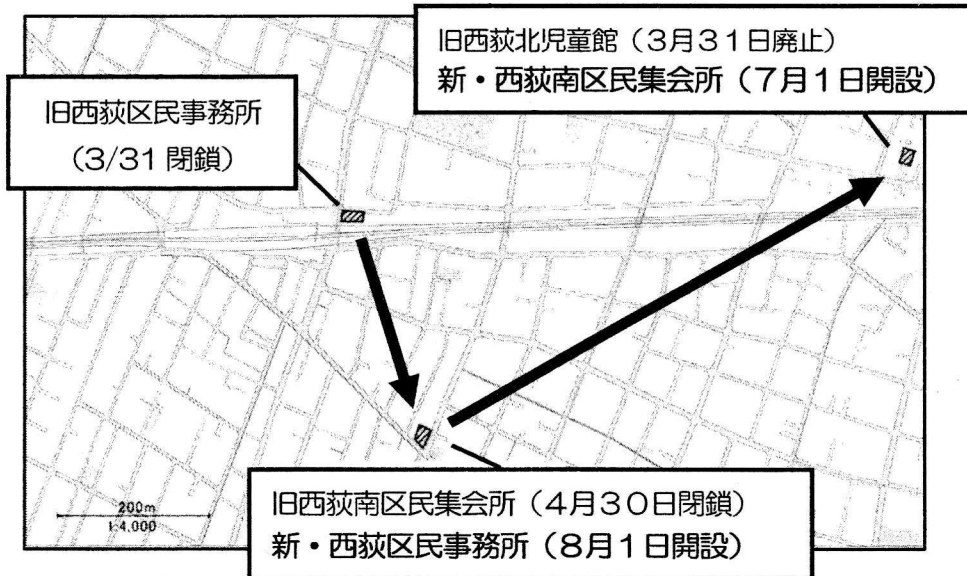 旧西荻北児童館（３月３１日廃止）
新・西荻南区民集会所（７月１日開設）
旧西荻区民事務所
（3/31 閉鎖）
200m
1:4,000
旧西荻南区民集会所（４月３０日閉鎖）
新・西荻区民事務所（８月１日開設）